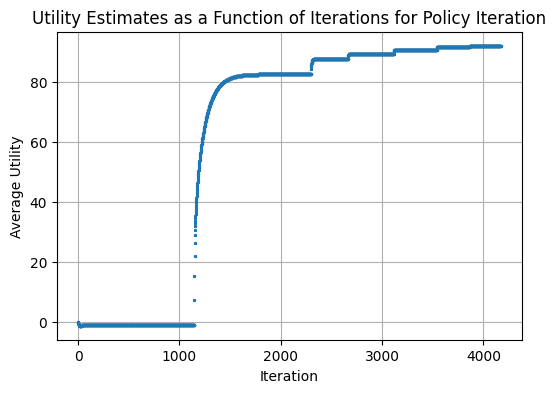 Utility Estimates as a Function of Iterations for Policy Iteration
80
60
40
20
0
Average Utility
0 1000 2000 3000 4000
Iteration